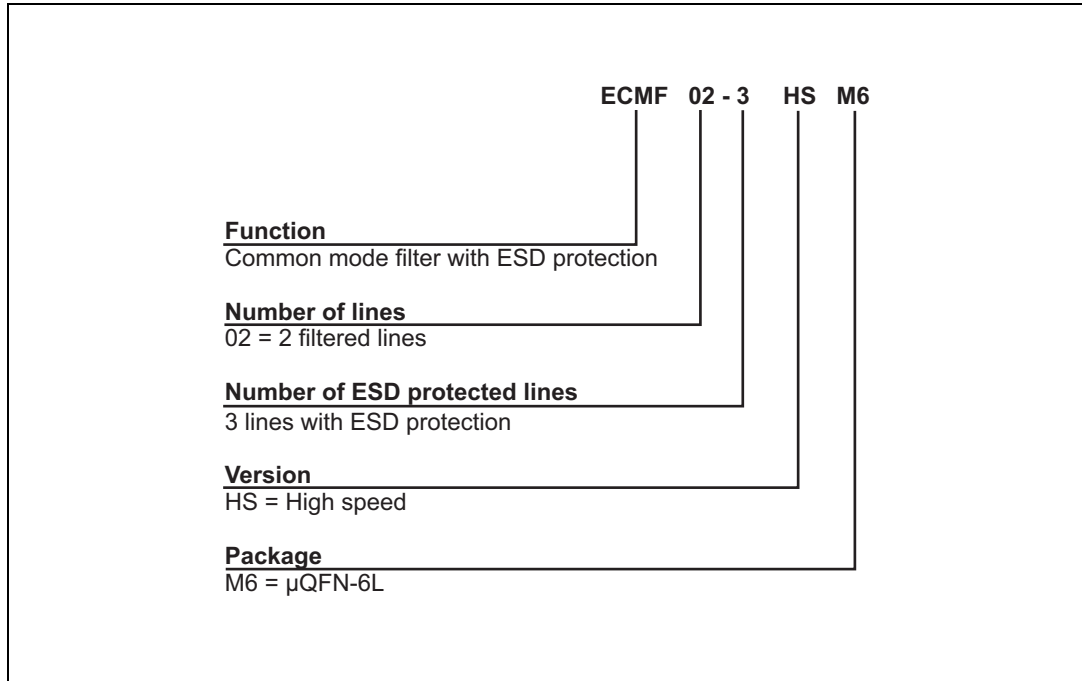 ECMF 02 - 3 HS M6
Function
Common mode filter with ESD protection
Number of lines
02 = 2 filtered lines
Number of ESD protected lines
3 lines with ESD protection
Version
HS = High speed
Package
M6 = µQFN-6L